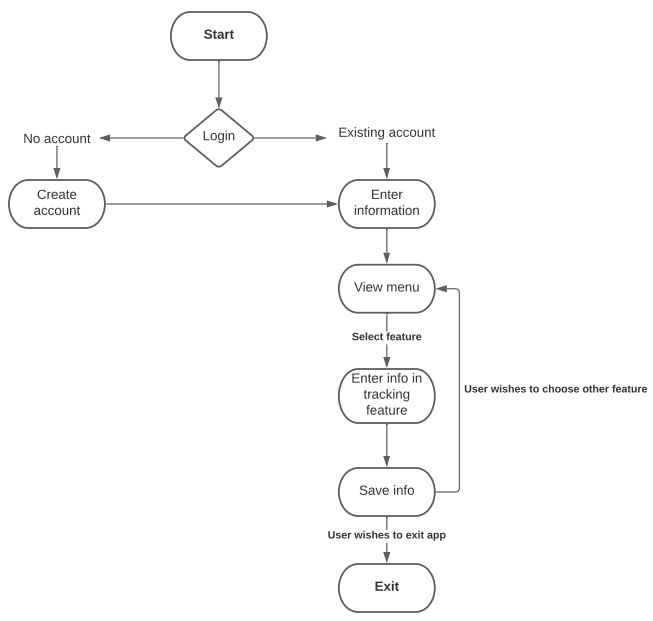 Start
Login
No account
Existing account
Create
account
Enter
information
View menu
Select feature
Enter info in
tracking
feature
User wishes to choose other feature
Save info
User wishes to exit app
Exit